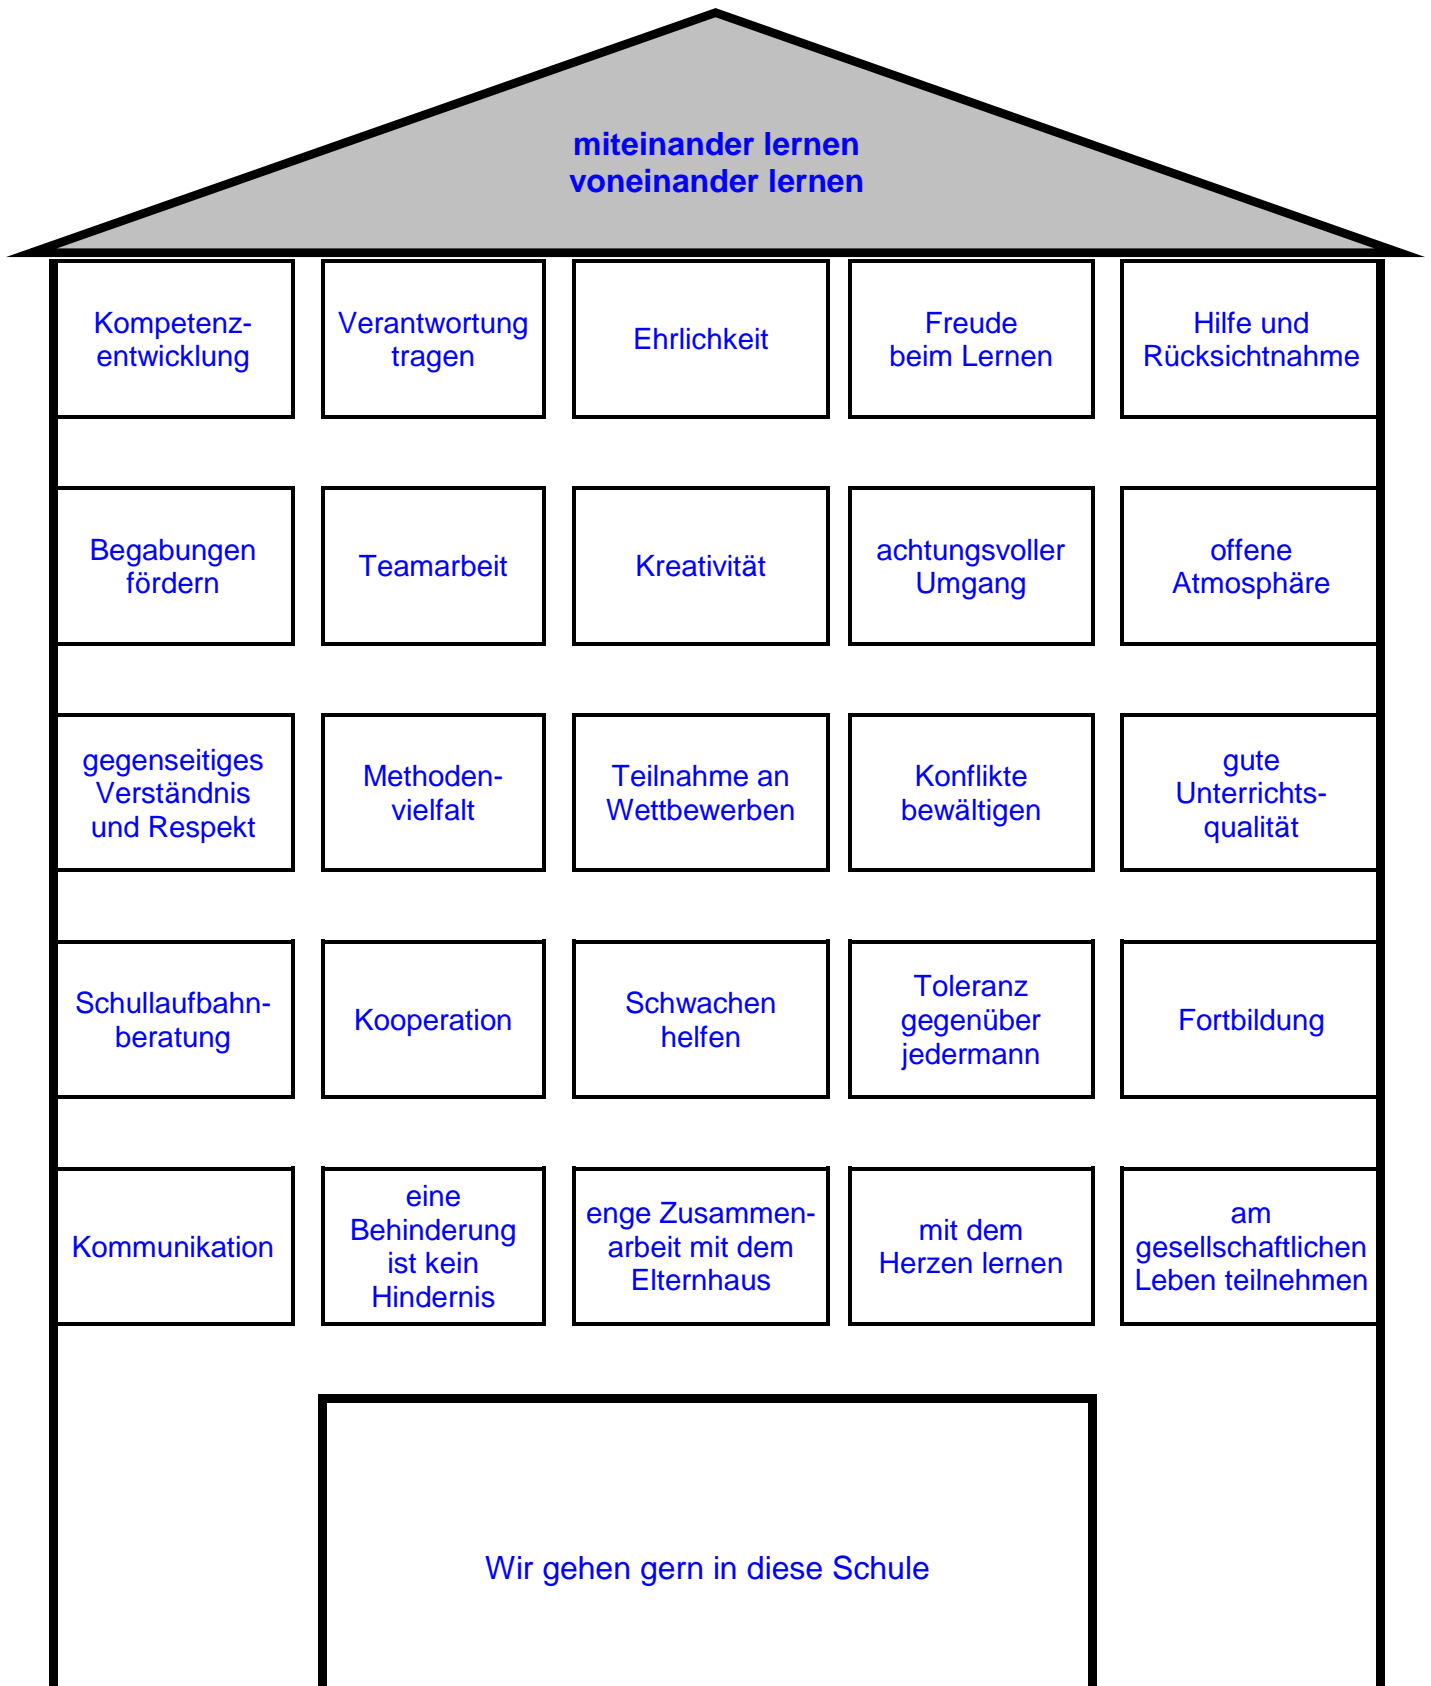 miteinander lernen
voneinander lernen
Kompetenz-
entwicklung
Verantwortung
tragen
Ehrlichkeit
Freude
beim Lernen
Hilfe und
Rücksichtnahme
Begabungen
fördern
Teamarbeit
Kreativität
achtungsvoller
Umgang
offene
Atmosphäre
gegenseitiges
Verständnis
und Respekt
Methoden-
vielfalt
Teilnahme an
Wettbewerben
Konflikte
bewältigen
gute
Unterrichts-
qualität
Schullaufbahn-
beratung
Kooperation
Schwachen
helfen
Toleranz
gegenüber
jedermann
Fortbildung
Kommunikation
eine
Behinderung
ist kein
Hindernis
enge Zusammen-
arbeit mit dem
Elternhaus
mit dem
Herzen lernen
am
gesellschaftlichen
Leben teilnehmen
Wir gehen gern in diese Schule